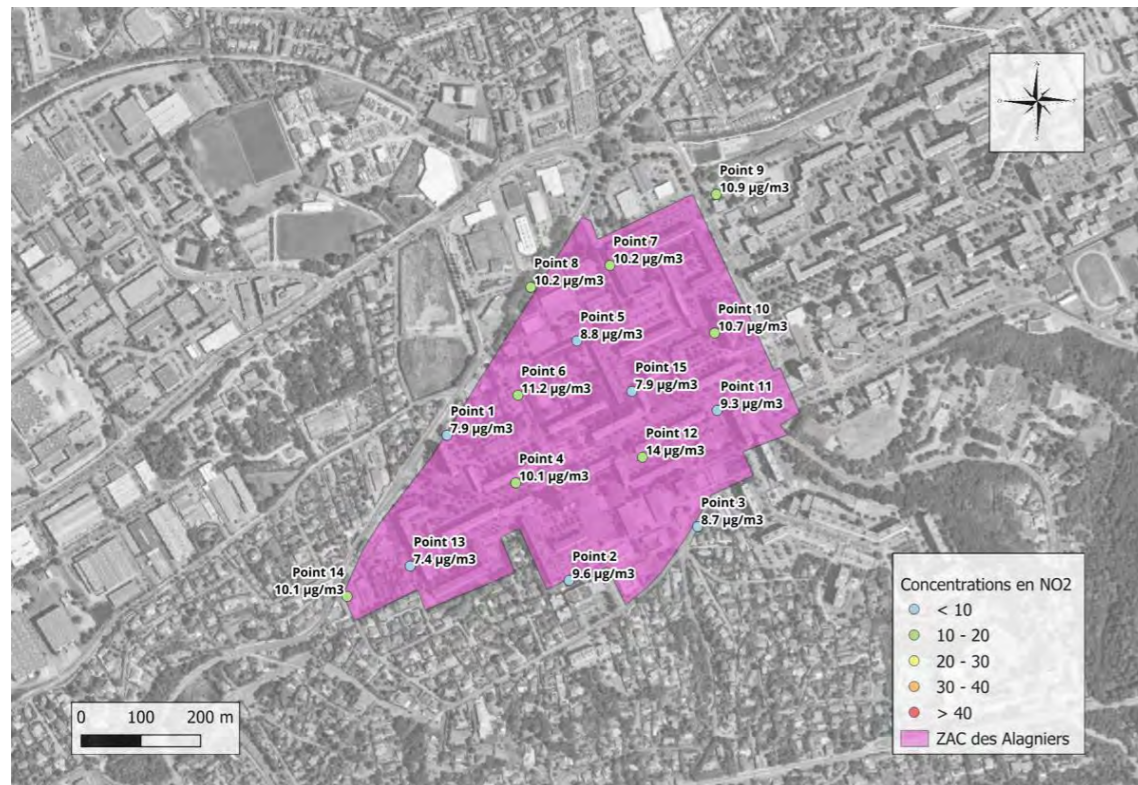 Point 9
10.9 µg/m3
Point 7
10.2 µg/m3
Point 8
10.2 µg/m3
Point 10
10.7 µg/m3
Point 5
8.8 µg/m3
Point 15
7.9 µg/m3
Point 6
11.2 µg/m3
Point 11
9.3 µg/m3
Point 1
7.9 µg/m3
Point 12
14 µg/m3
Point 4
10.1 µg/m3
Point 3
8.7 µg/m3
Point 13
7.4 µg/m3
Point 2
9.6 µg/m3
Point 14
10.1 µg/m3
Concentrations en NO2
< 10
10 - 20
20 - 30
30 - 40
> 40
ZAC des Alagniers
0 100 200 m